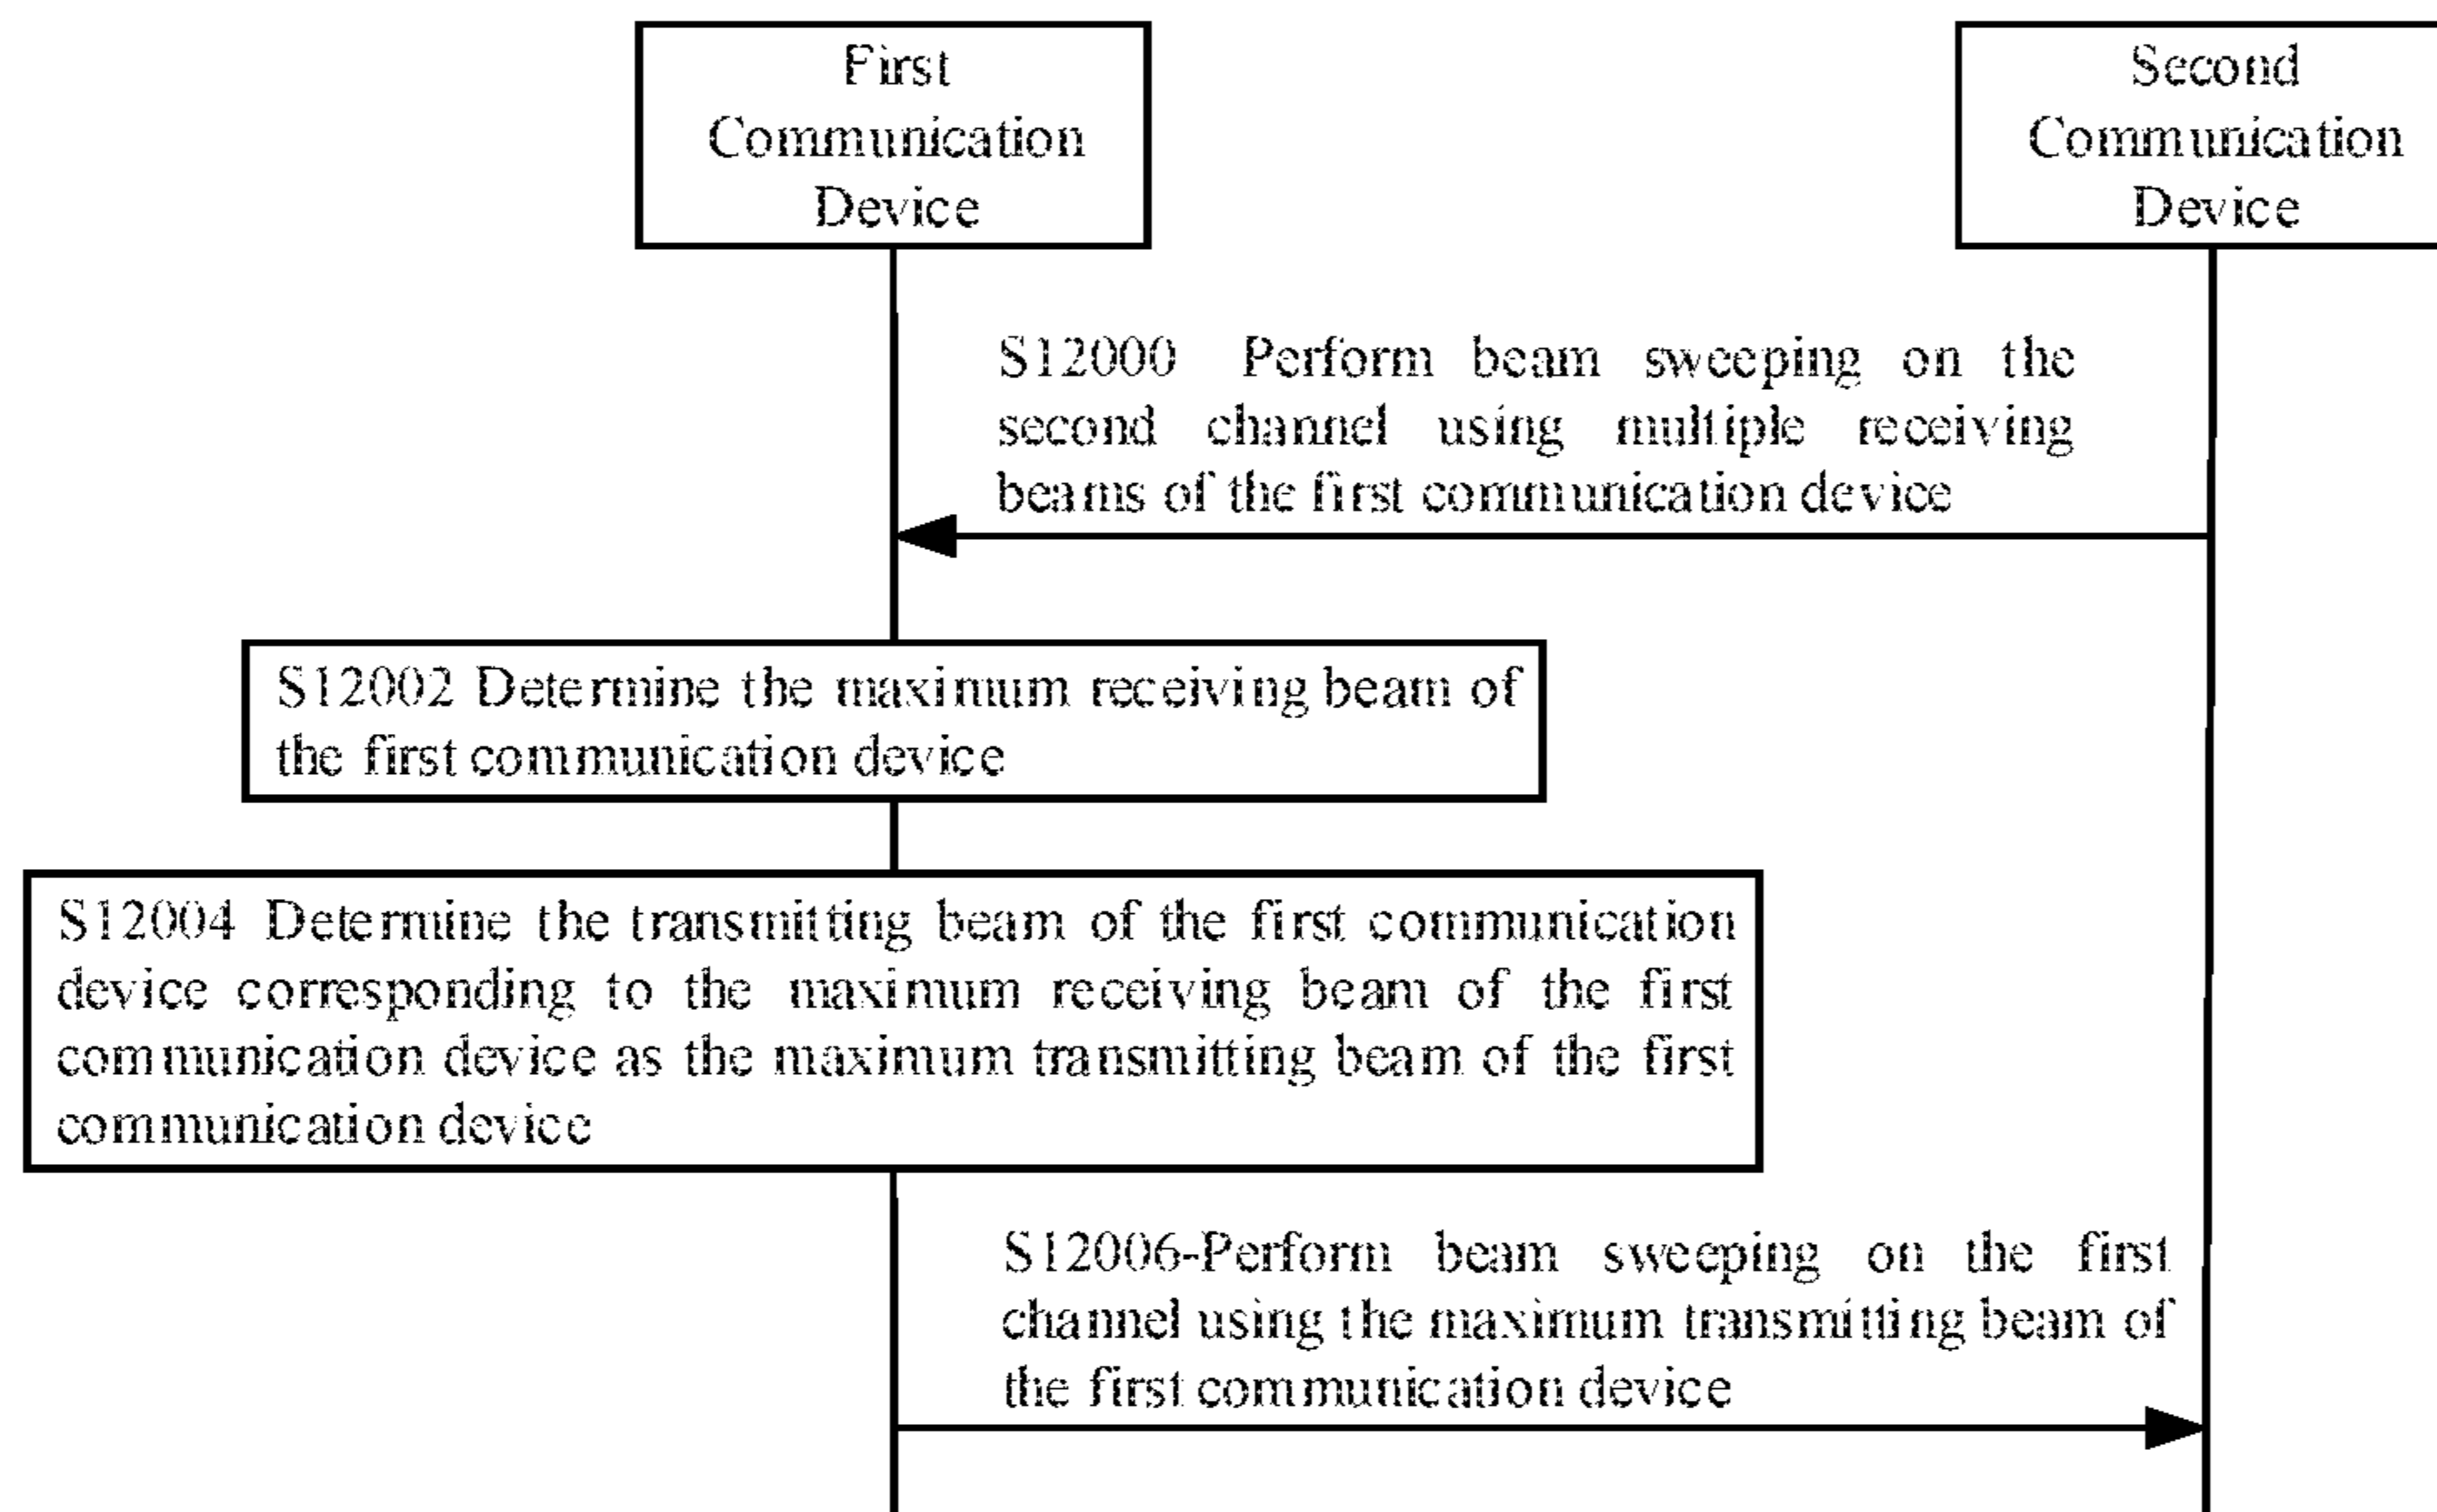 First
Communication
Device
Second
Communication
Device
S12000 Perform beam sweeping on the
second channel using multiple receiving
beams of the first communication device
S12002 Determine the maximum receiving beam of
the first communication device
S12004 Determine the transmitting beam of the first communication
device corresponding to the maximum receiving beam of the first
communication device as the maximum transmitting beam of the first
communication device
S12006-Perform beam sweeping on the first
channel using the maximum transmitting beam of
the first communication device